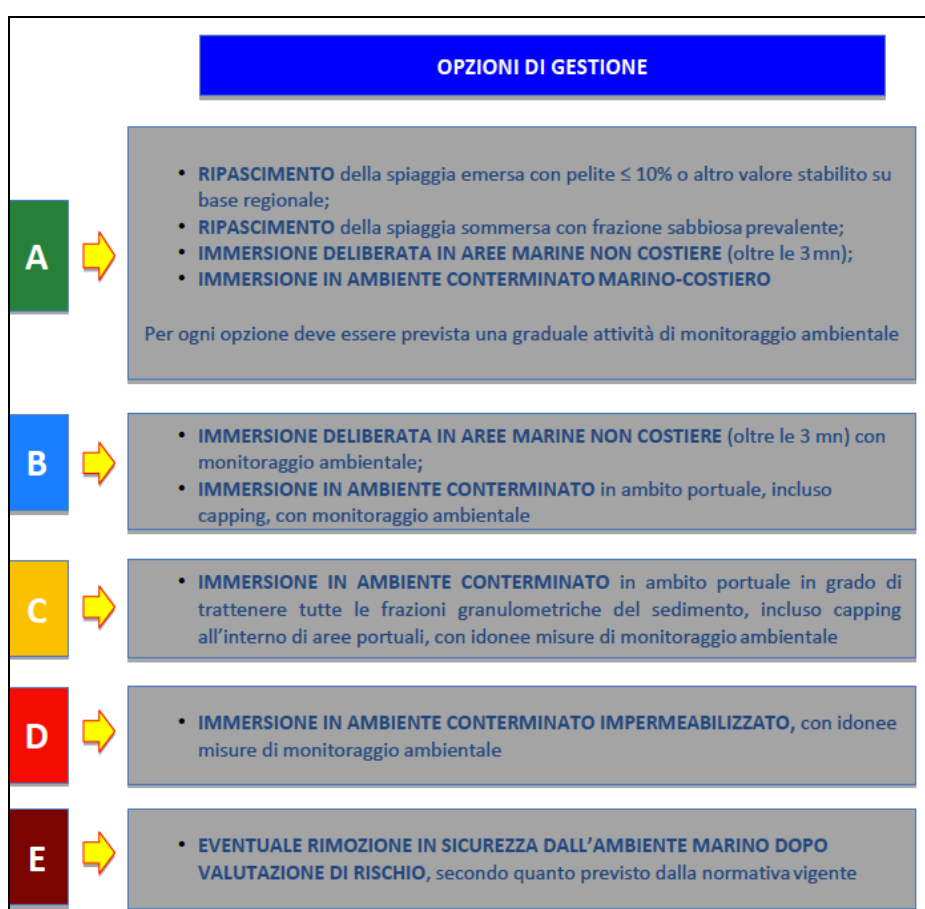 OPZIONI DI GESTIONE
A
• RIPASCIMENTO della spiaggia emersa con pelite ≤ 10% o altro valore stabilito su
base regionale;
• RIPASCIMENTO della spiaggia sommersa con frazione sabbiosa prevalente;
• IMMERSIONE DELIBERATA IN AREE MARINE NON COSTIERE (oltre le 3 mn);
• IMMERSIONE IN AMBIENTE CONTERMINATO MARINO-COSTIERO
Per ogni opzione deve essere prevista una graduale attività di monitoraggio ambientale
B
• IMMERSIONE DELIBERATA IN AREE MARINE NON COSTIERE (oltre le 3 mn) con
monitoraggio ambientale;
• IMMERSIONE IN AMBIENTE CONTERMINATO in ambito portuale, incluso
capping, con monitoraggio ambientale
C
• IMMERSIONE IN AMBIENTE CONTERMINATO in ambito portuale in grado di
trattenere tutte le frazioni granulometriche del sedimento, incluso capping
all'interno di aree portuali, con idonee misure di monitoraggio ambientale
D
• IMMERSIONE IN AMBIENTE CONTERMINATO IMPERMEABILIZZATO, con idonee
misure di monitoraggio ambientale
E
• EVENTUALE RIMOZIONE IN SICUREZZA DALL'AMBIENTE MARINO DOPO
VALUTAZIONE DI RISCHIO, secondo quanto previsto dalla normativa vigente